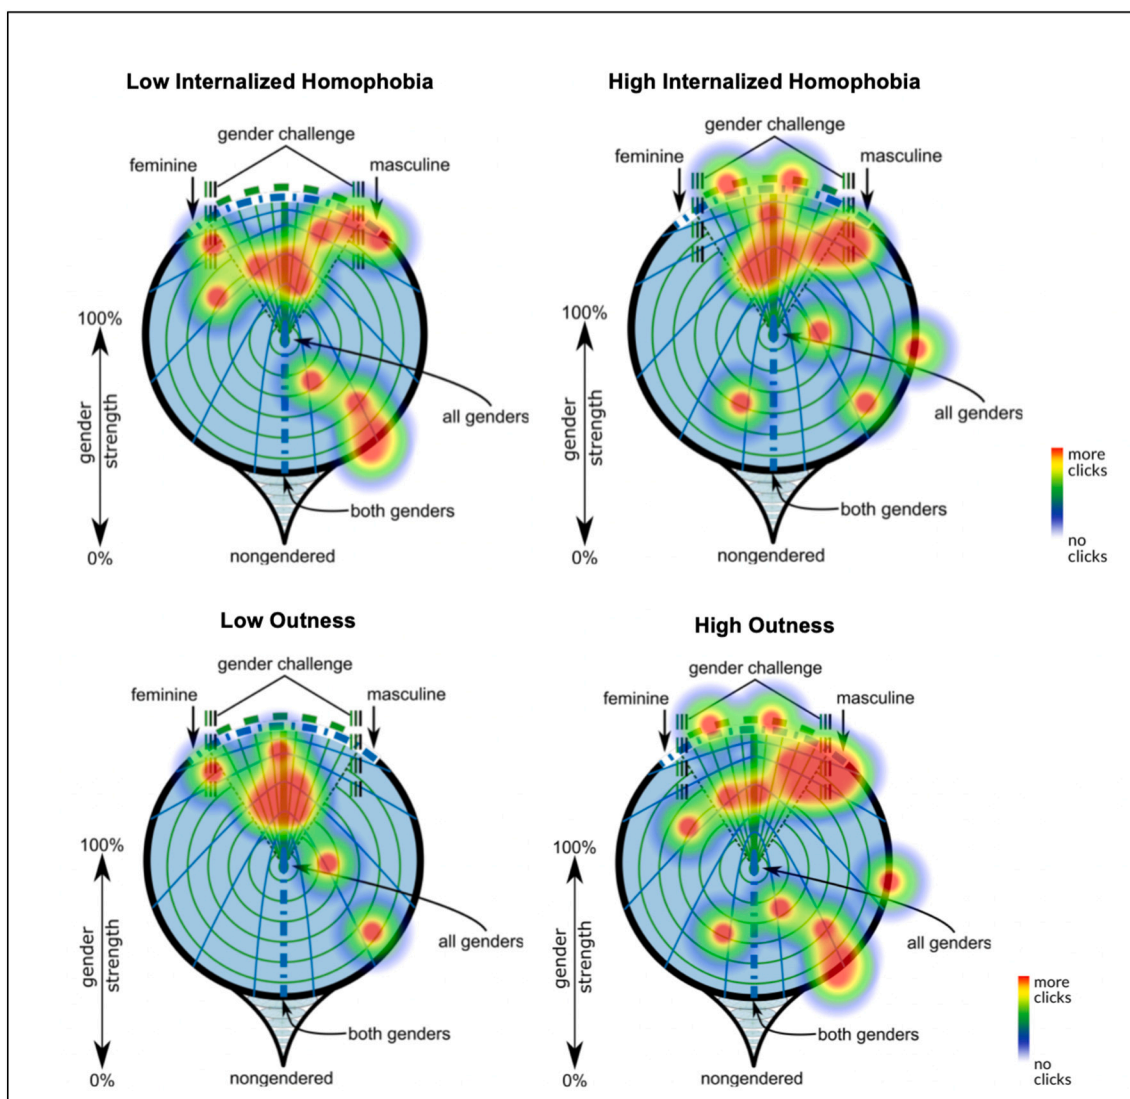 Low Internalized Homophobia
gender challenge
feminine
masculine
100%
gender
strength
all genders
both genders
0%
nongendered
High Internalized Homophobia
gender challenge
feminine
masculine
100%
gender
strength
all genders
both genders
0%
nongendered
more
clicks
no
clicks
Low Outness
gender challenge
feminine
masculine
100%
gender
strength
all genders
both genders
0%
nongendered
High Outness
gender challenge
feminine
masculine
100%
gender
strength
all genders
both genders
0%
nongendered
more
clicks
no
clicks